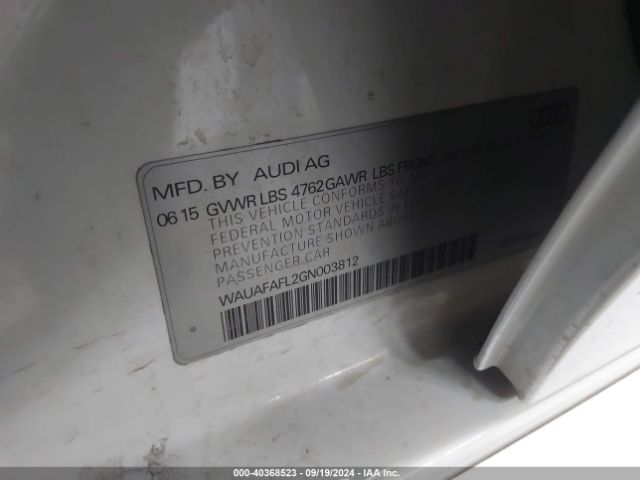 MFD. BY AUDI AG
06 15 GVWR LBS 4762 GAWR LBS FRONT
THIS VEHICLE CONFORMS TO
FEDERAL MOTOR VEHICLE
PREVENTION STANDARDS IN
MANUFACTURE SHOWN ABOVE
PASSENGER CAR
WAUAFAFL2GN003812
000-40368523 - 09/19/2024 - IAA Inc.